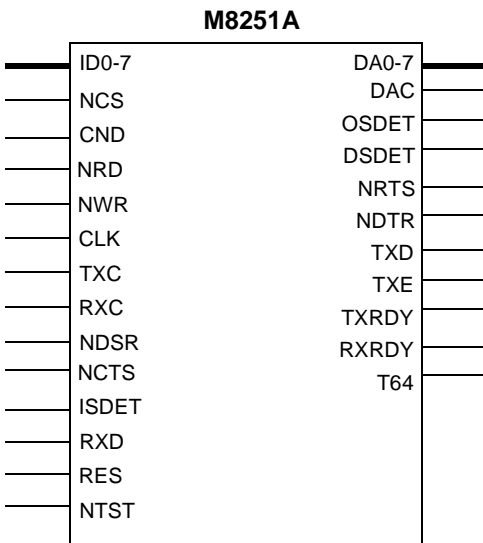 M8251A
ID0-7
NCS
CND
NRD
NWR
CLK
TXC
RXC
NDSR
NCTS
ISDET
RXD
RES
NTST
DA0-7
DAC
OSDET
DSDET
NRTS
NDTR
TXD
TXE
TXRDY
RXRDY
T64